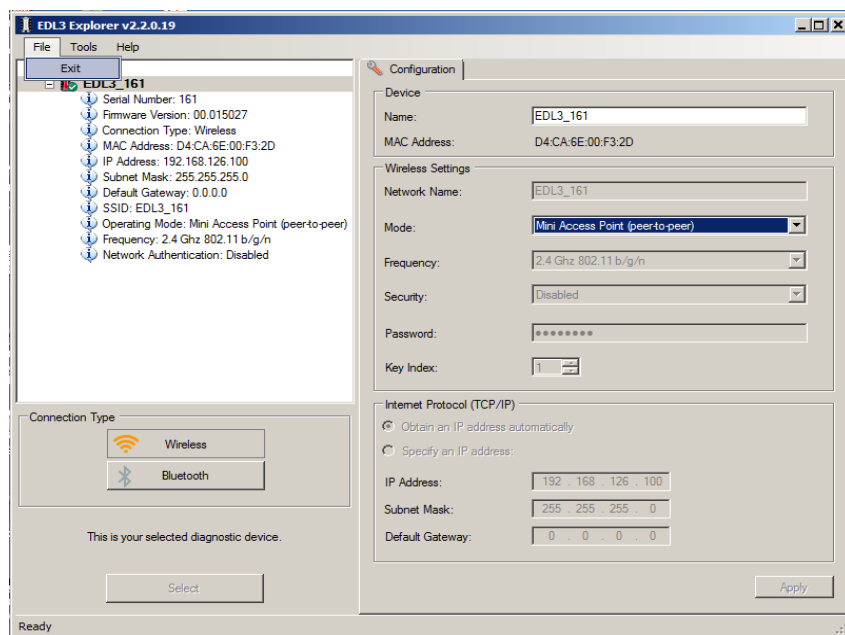 EDL3 Explorer v2.2.0.19
File Tools Help
Exit
EDL3_161
Serial Number: 161
Firmware Version: 00.015027
Connection Type: Wireless
MAC Address: D4:CA:6E:00:F3:2D
IP Address: 192.168.126.100
Subnet Mask: 255.255.255.0
Default Gateway: 0.0.0.0
SSID: EDL3_161
Operating Mode: Mini Access Point (peer-to-peer)
Frequency: 2.4 Ghz 802.11 b/g/n
Network Authentication: Disabled
Connection Type
Wireless
Bluetooth
This is your selected diagnostic device.
Select
Configuration
Device
Name: EDL3_161
MAC Address: D4:CA:6E:00:F3:2D
Wireless Settings
Network Name: EDL3_161
Mode: Mini Access Point (peer-to-peer)
Frequency: 2.4 Ghz 802.11 b/g/n
Security: Disabled
Password: ●●●●●●●●
Key Index: 1
Internet Protocol (TCP/IP)
Obtain an IP address automatically
Specify an IP address:
IP Address: 192 . 168 . 126 . 100
Subnet Mask: 255 . 255 . 255 . 0
Default Gateway: 0 . 0 . 0 . 0
Apply
Ready